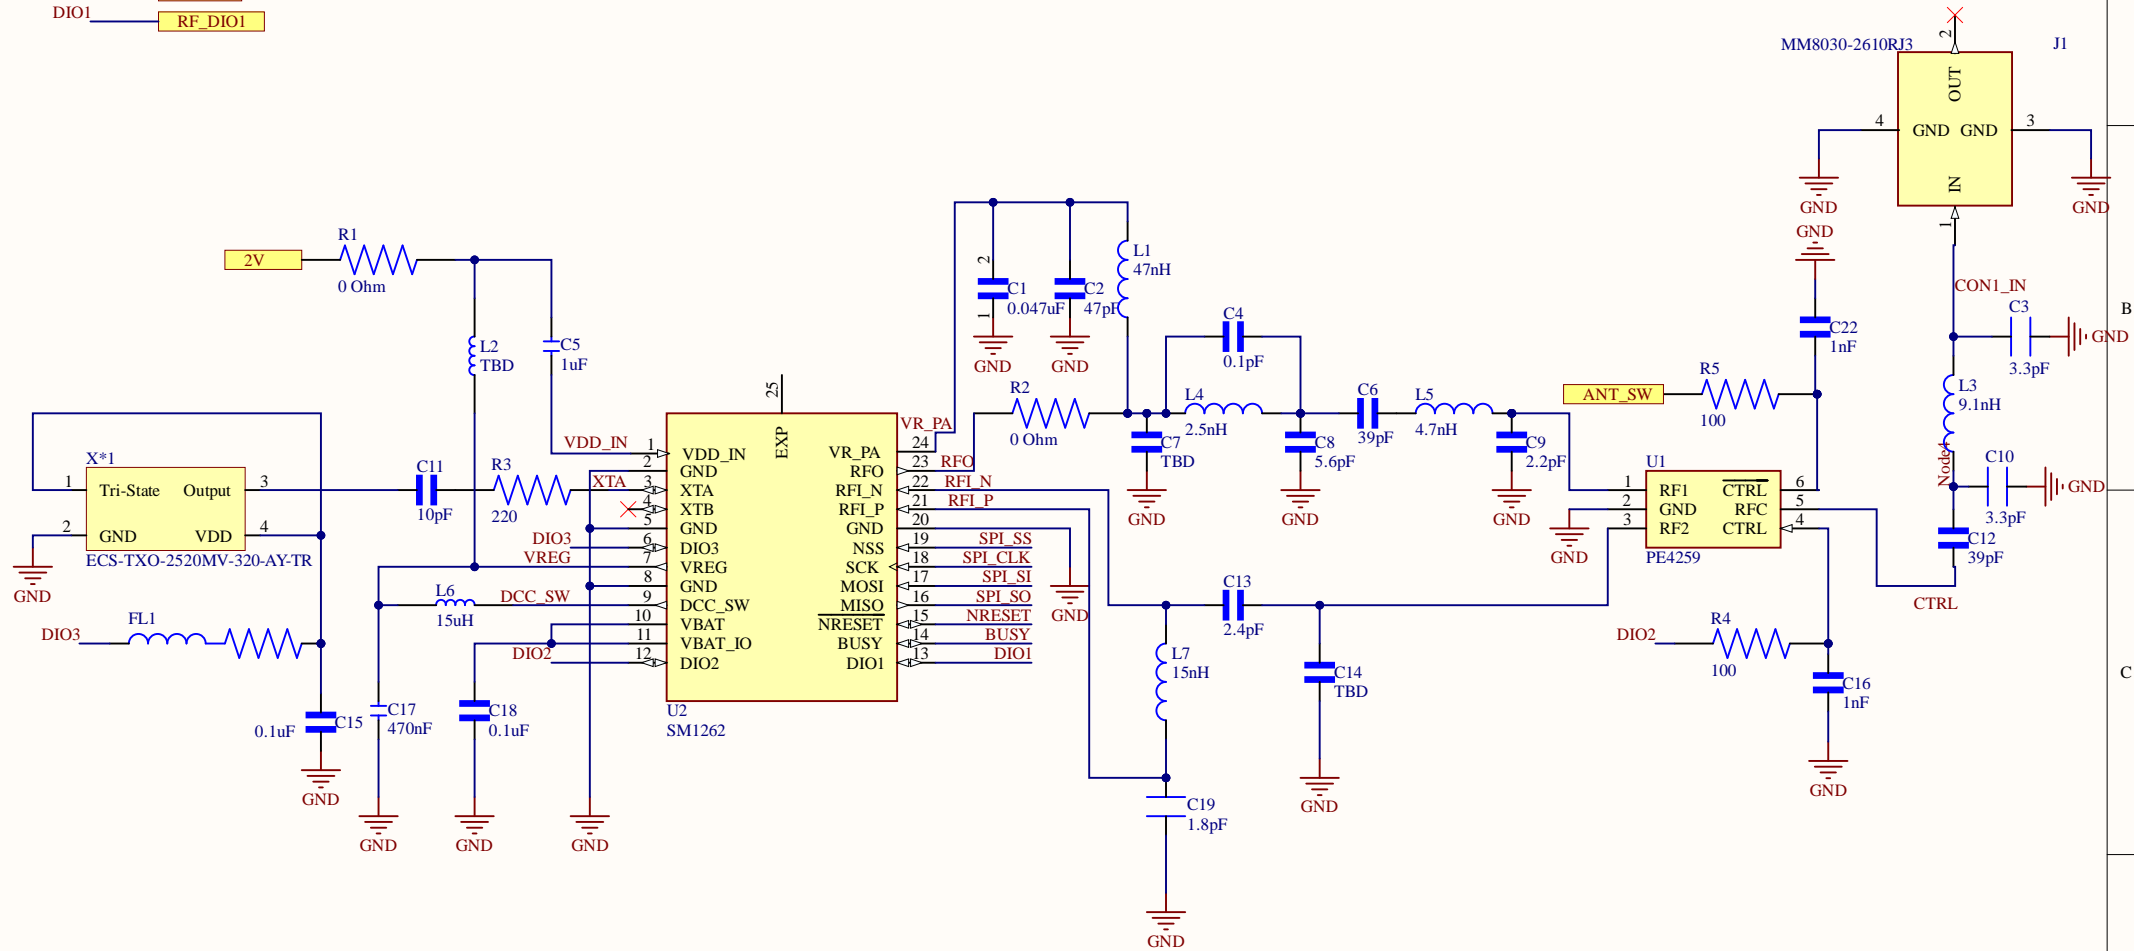 DIO1
RF_DIO1
2
MM8030-2610RJ3
J1
OUT
4
GND GND
3
IN
GND
GND
1
GND
2V
R1
0 Ohm
L2
TBD
C5
1uF
2
C1
0.047uF
1
GND
C2
47pF
GND
L1
47nH
C4
0.1pF
CON1_IN
C3
3.3pF
GND
B
C22
1nF
R5
100
ANT_SW
L3
9.1nH
25
EXP
R2
0 Ohm
L4
2.5nH
C6
39pF
L5
4.7nH
C7
TBD
GND
C8
5.6pF
GND
C9
2.2pF
GND
X*1
1
Tri-State
Output
3
2
GND
VDD
4
ECS-TXO-2520MV-320-AY-TR
GND
C11
10pF
R3
220
VDD_IN
XTA
DIO3
VREG
DCC_SW
DIO2
1
2
3
4
5
6
7
8
9
10
11
12
VDD_IN
GND
XTA
XTB
GND
DIO3
VREG
GND
DCC_SW
VBAT
VBAT_IO
DIO2
VR_PA
RFO
RFI_N
RFI_P
GND
NSS
SCK
MOSI
MISO
NRESET
BUSY
DIO1
24
23
22
21
20
19
18
17
16
15
14
13
VR_PA
RFO
RFI_N
RFI_P
SPI_SS
SPI_CLK
SPI_SI
SPI_SO
NRESET
BUSY
DIO1
GND
U2
SM1262
U1
1
RF1
CTRL
6
2
GND
RFC
5
3
RF2
CTRL
4
PE4259
GND
C10
3.3pF
GND
C12
39pF
CTRL
L6
15uH
DIO3
FL1
0.1uF
C15
GND
C17
470nF
GND
C18
0.1uF
GND
GND
C13
2.4pF
L7
15nH
C14
TBD
GND
C19
1.8pF
GND
DIO2
R4
100
C16
1nF
GND
C